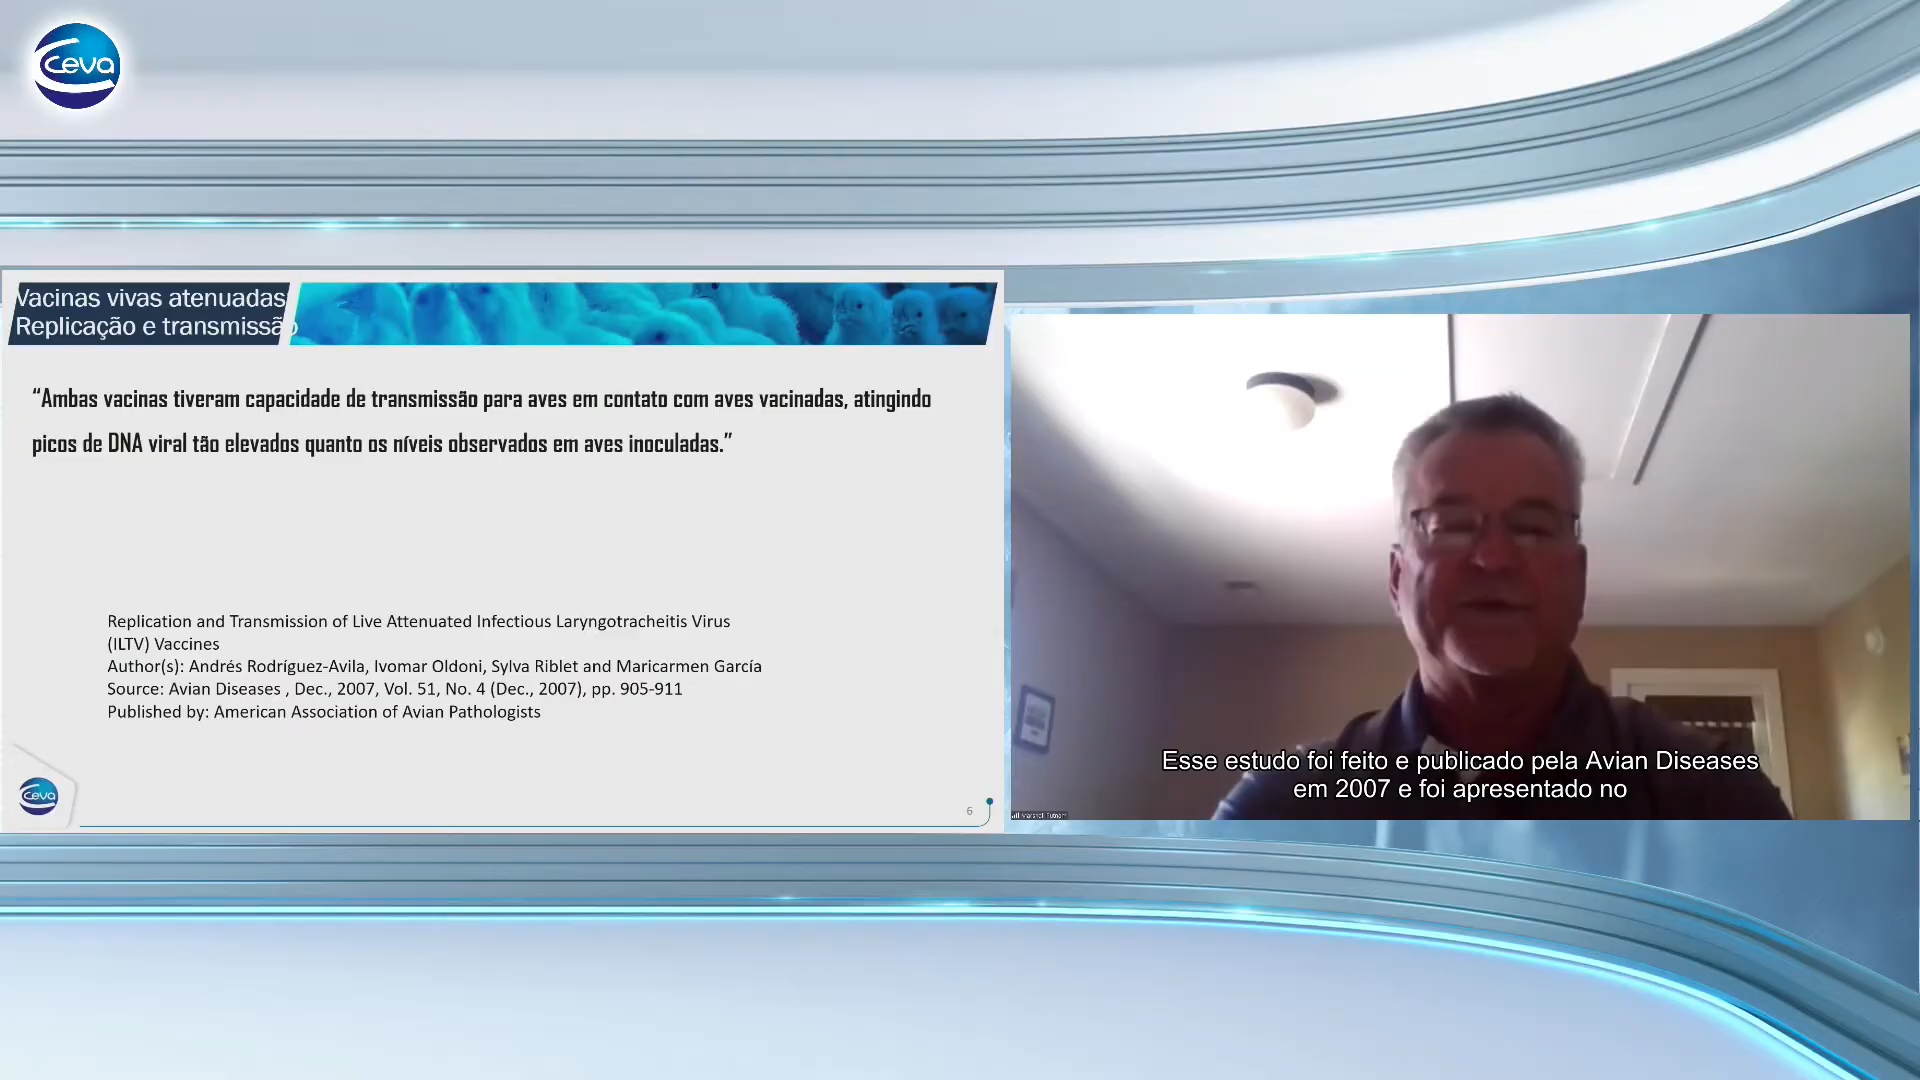 Ceva
Vacinas vivas atenuadas
Replicação e transmissão
“Ambas vacinas tiveram capacidade de transmissão para aves em contato com aves vacinadas, atingindo
picos de DNA viral tão elevados quanto os níveis observados em aves inoculadas.”
Replication and Transmission of Live Attenuated Infectious Laryngotracheitis Virus
(ILTV) Vaccines
Author(s): Andrés Rodríguez-Avila, Ivomar Oldoni, Sylva Riblet and Maricarmen García
Source: Avian Diseases , Dec., 2007, Vol. 51, No. 4 (Dec., 2007), pp. 905-911
Published by: American Association of Avian Pathologists
Ceva
6
Esse estudo foi feito e publicado pela Avian Diseases
em 2007 e foi apresentado no
Marshall Putnam